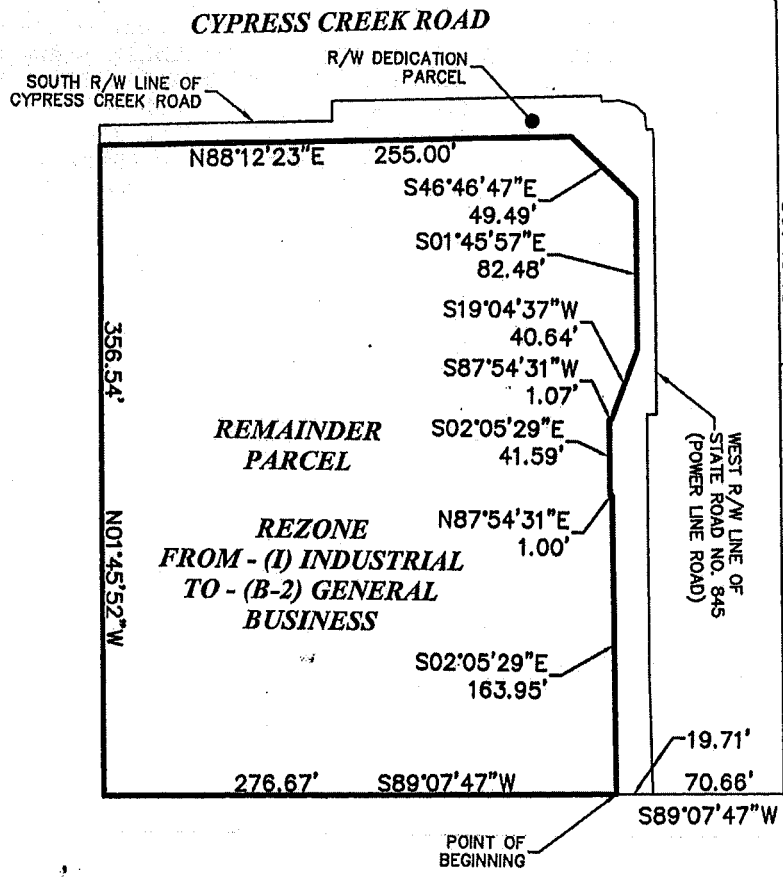 CYPRESS CREEK ROAD
R/W DEDICATION
PARCEL
SOUTH R/W LINE OF
CYPRESS CREEK ROAD
N88°12'23"E 255.00'
S46°46'47"E
49.49'
S01°45'57"E
82.48'
S19°04'37"W
40.64'
S87°54'31"W
1.07'
S02°05'29"E
41.59'
N87°54'31"E
1.00'
S02°05'29"E
163.95'
356.54'
N01°45'52"W
REMAINDER
PARCEL
REZONE
FROM - (I) INDUSTRIAL
TO - (B-2) GENERAL
BUSINESS
WEST R/W LINE OF
STATE ROAD NO. 845
(POWER LINE ROAD)
19.71'
276.67' S89°07'47"W
70.66'
S89°07'47"W
POINT OF
BEGINNING